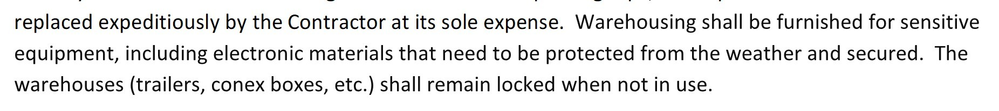 replaced expeditiously by the Contractor at its sole expense.  Warehousing shall be furnished for sensitive
equipment, including electronic materials that need to be protected from the weather and secured.  The
warehouses (trailers, conex boxes, etc.) shall remain locked when not in use.